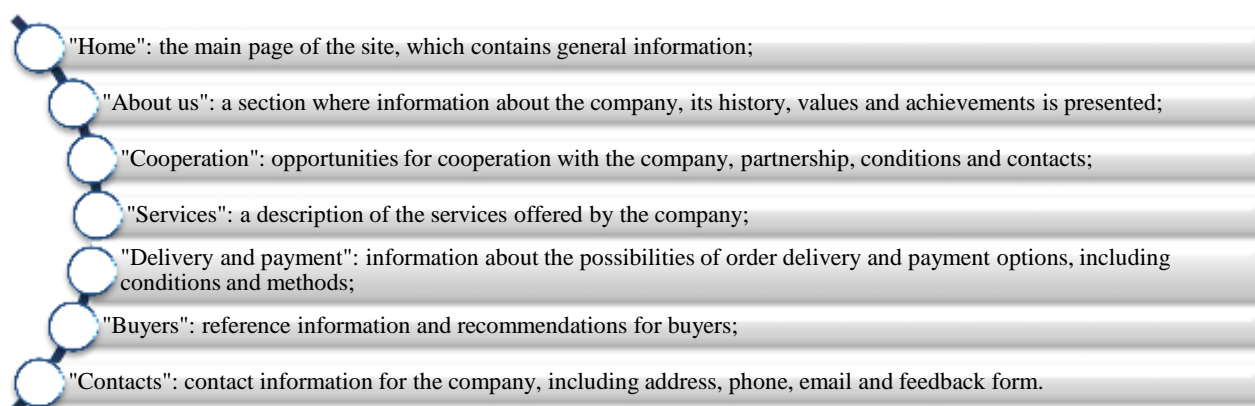 "Home": the main page of the site, which contains general information;
"About us": a section where information about the company, its history, values and achievements is presented;
"Cooperation": opportunities for cooperation with the company, partnership, conditions and contacts;
"Services": a description of the services offered by the company;
"Delivery and payment": information about the possibilities of order delivery and payment options, including
conditions and methods;
"Buyers": reference information and recommendations for buyers;
"Contacts": contact information for the company, including address, phone, email and feedback form.